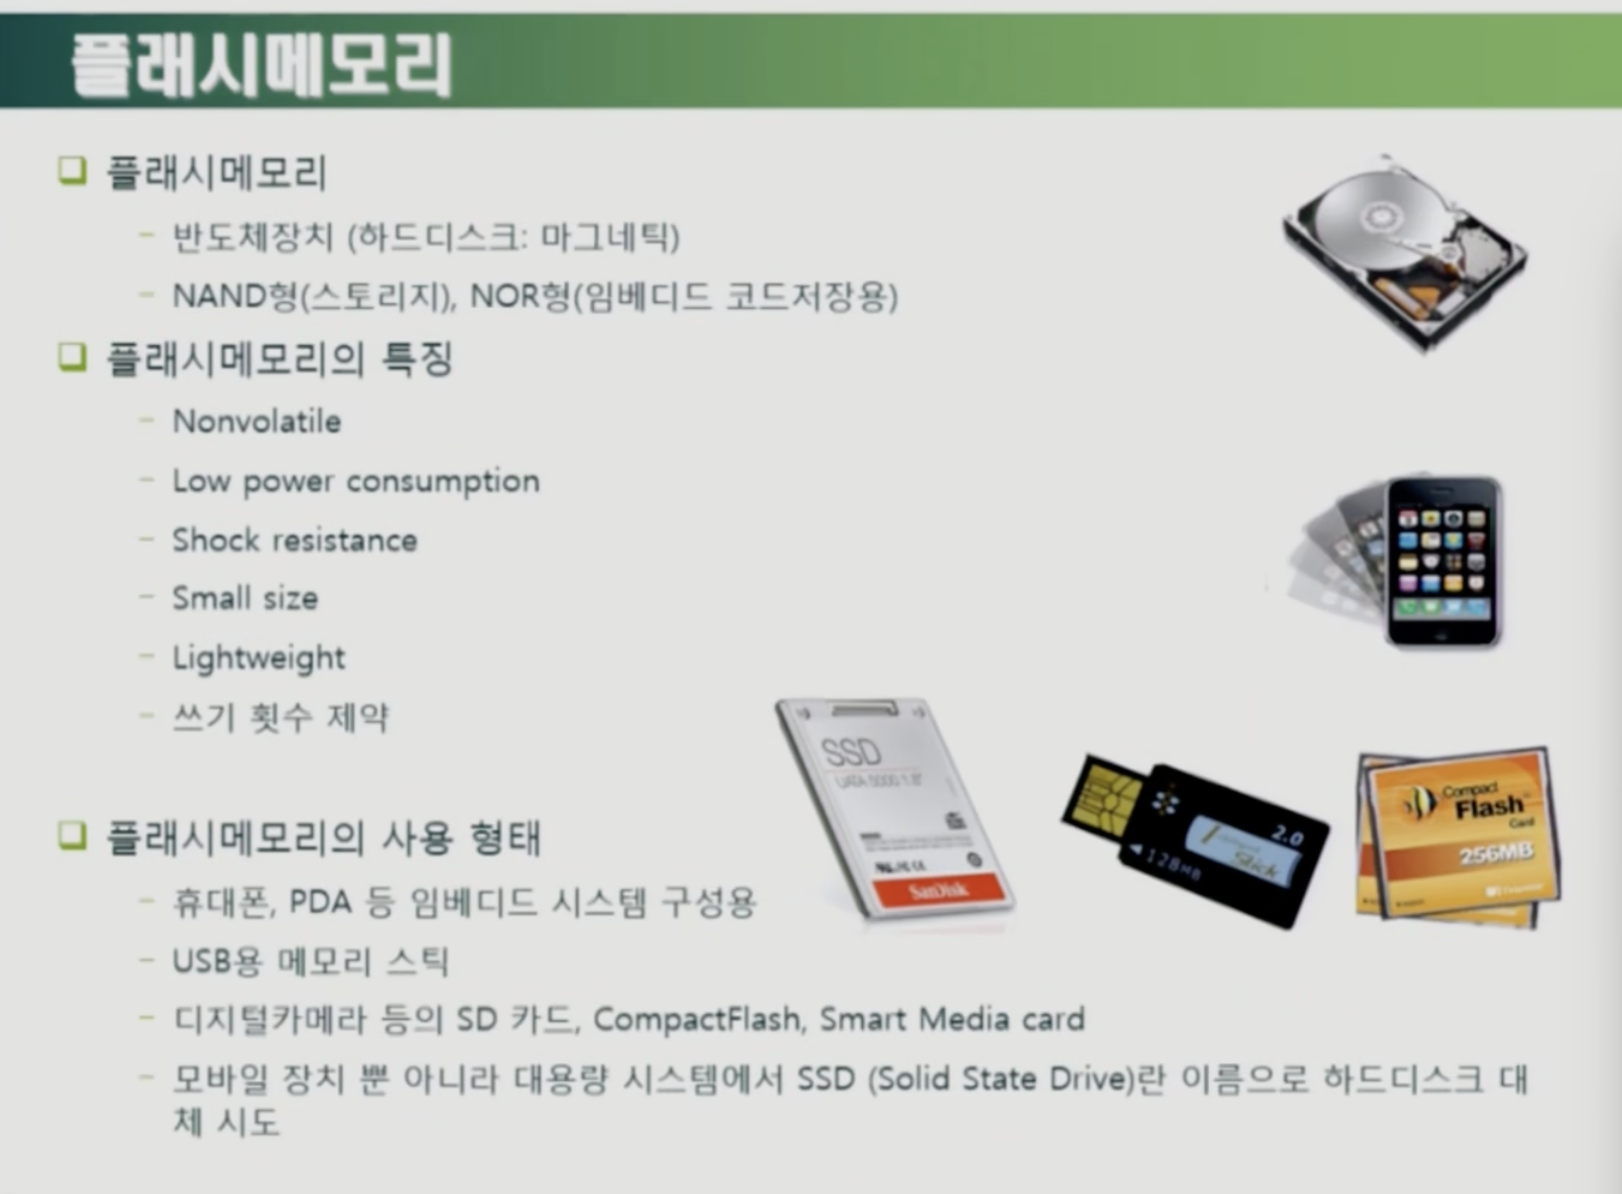 플래시메모리
❑ 플래시메모리
– 반도체장치 (하드디스크: 마그네틱)
– NAND형(스토리지), NOR형(임베디드 코드저장용)
❑ 플래시메모리의 특징
– Nonvolatile
– Low power consumption
– Shock resistance
– Small size
– Lightweight
– 쓰기 횟수 제약
SSD
UATA 5000 1.8"
SanDisk
2.0
Stick
128MB
Compact
Flash
Card
256MB
❑ 플래시메모리의 사용 형태
– 휴대폰, PDA 등 임베디드 시스템 구성용
– USB용 메모리 스틱
– 디지털카메라 등의 SD 카드, CompactFlash, Smart Media card
– 모바일 장치 뿐 아니라 대용량 시스템에서 SSD (Solid State Drive)란 이름으로 하드디스크 대
체 시도